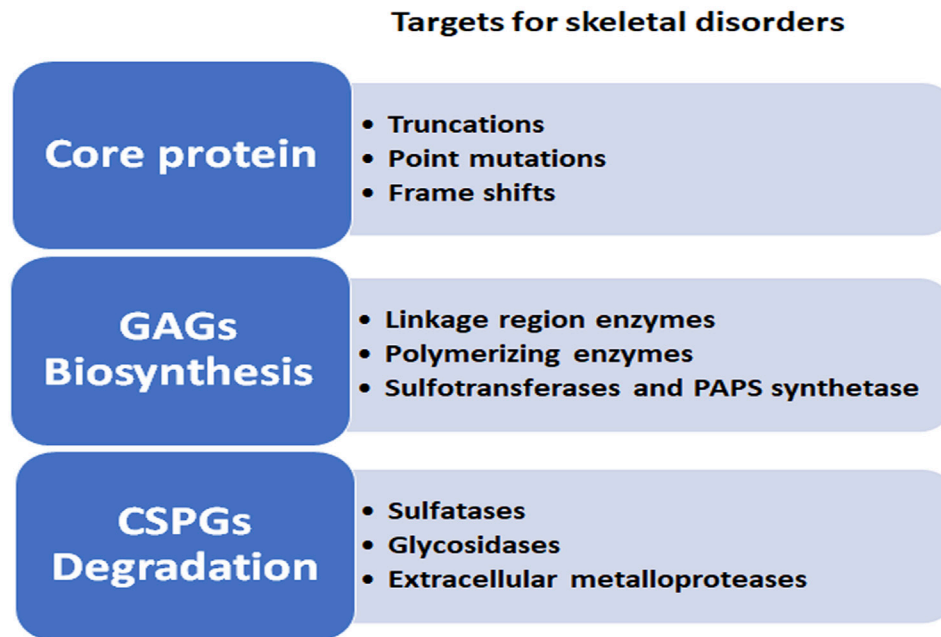 Targets for skeletal disorders
Core protein
• Truncations
• Point mutations
• Frame shifts
GAGs
Biosynthesis
• Linkage region enzymes
• Polymerizing enzymes
• Sulfotransferases and PAPS synthetase
CSPGs
Degradation
• Sulfatases
• Glycosidases
• Extracellular metalloproteases